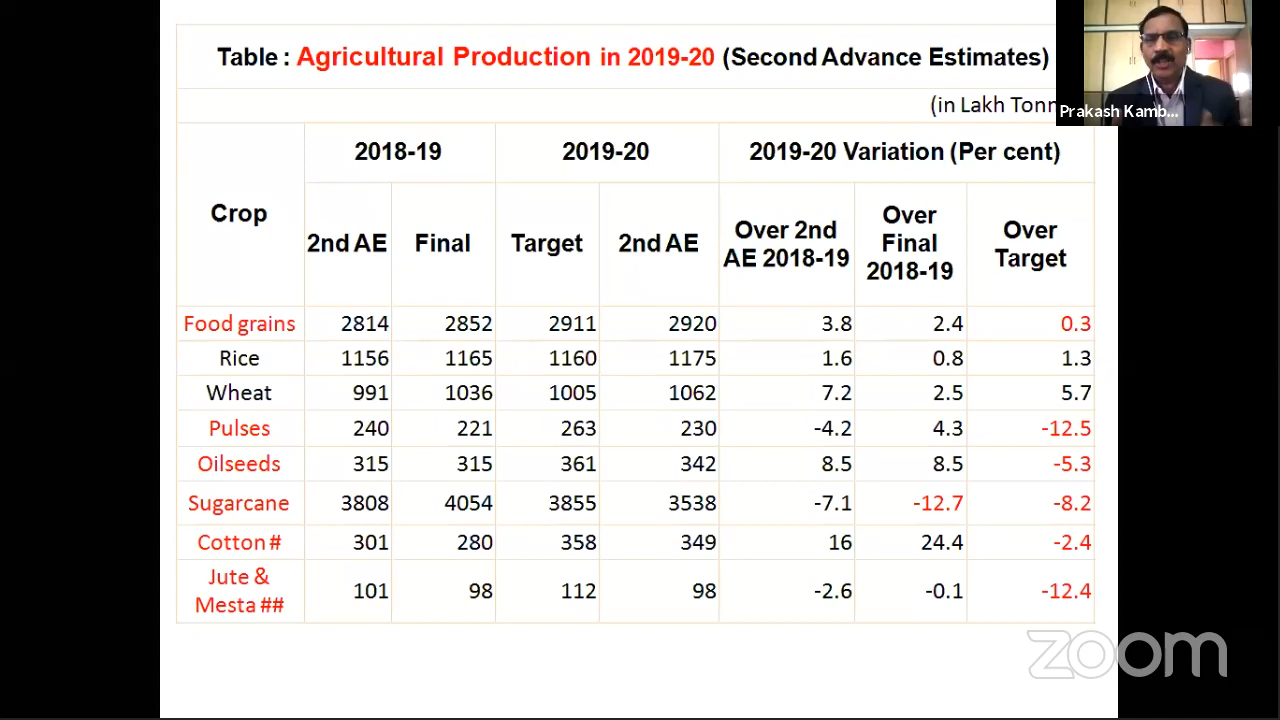 Table : Agricultural Production in 2019-20 (Second Advance Estimates)
(in Lakh Tonn
Prakash Kamb...
Crop 2018-19 2019-20 2019-20 Variation (Per cent)
2nd AE Final Target 2nd AE Over 2nd AE 2018-19 Over Final 2018-19 Over Target
Food grains 2814 2852 2911 2920 3.8 2.4 0.3
Rice 1156 1165 1160 1175 1.6 0.8 1.3
Wheat 991 1036 1005 1062 7.2 2.5 5.7
Pulses 240 221 263 230 -4.2 4.3 -12.5
Oilseeds 315 315 361 342 8.5 8.5 -5.3
Sugarcane 3808 4054 3855 3538 -7.1 -12.7 -8.2
Cotton # 301 280 358 349 16 24.4 -2.4
Jute & Mesta ## 101 98 112 98 -2.6 -0.1 -12.4
zoom